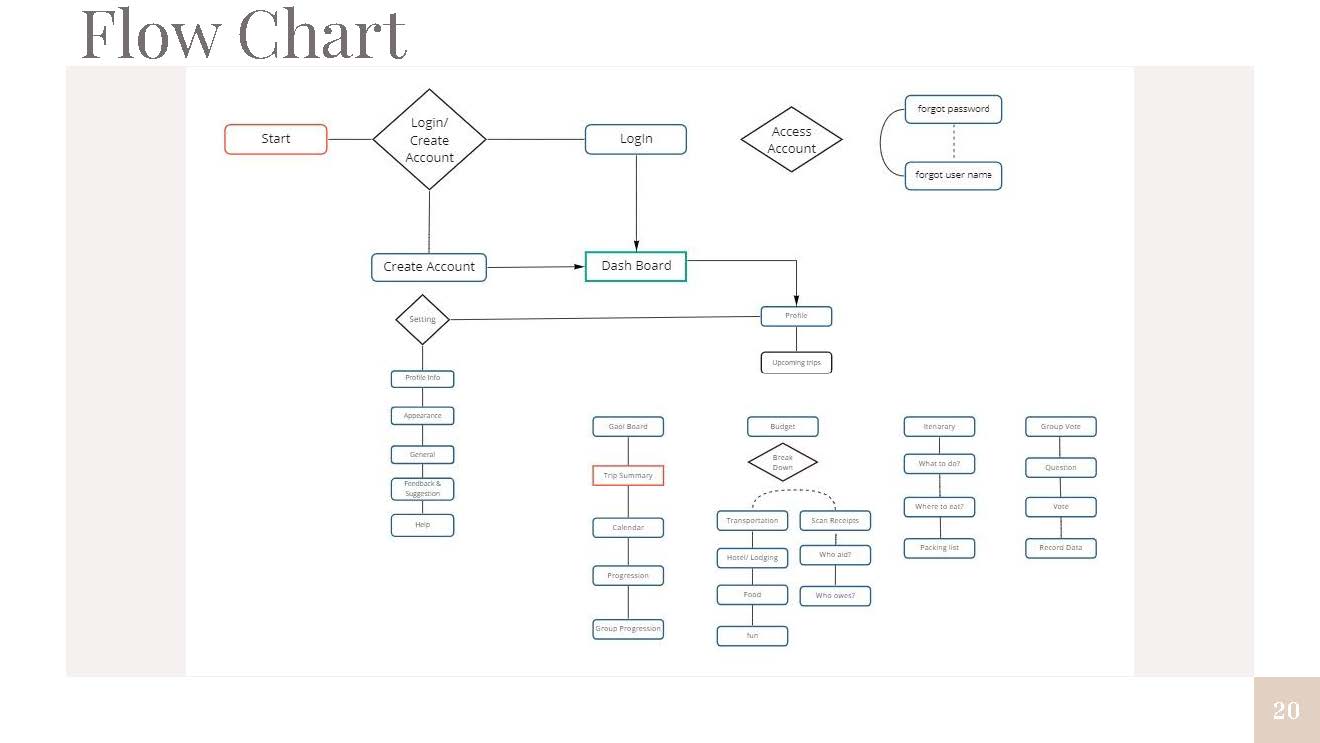 Flow Chart
Start
Login/
Create
Account
LogIn
Access
Account
forgot password
forgot user name
Create Account
Dash Board
Setting
Profile
Upcoming trips
Profile Info
Appearance
General
Feedback &
Suggestion
Help
Gaol Board
Trip Summary
Calendar
Progression
Group Progression
Budget
Break
Down
Transportation
Hotel/ Lodging
Food
fun
Scan Receipts
Who aid?
Who owes?
Itenarary
What to do?
Where to eat?
Packing list
Group Vote
Question
Vote
Record Data
20